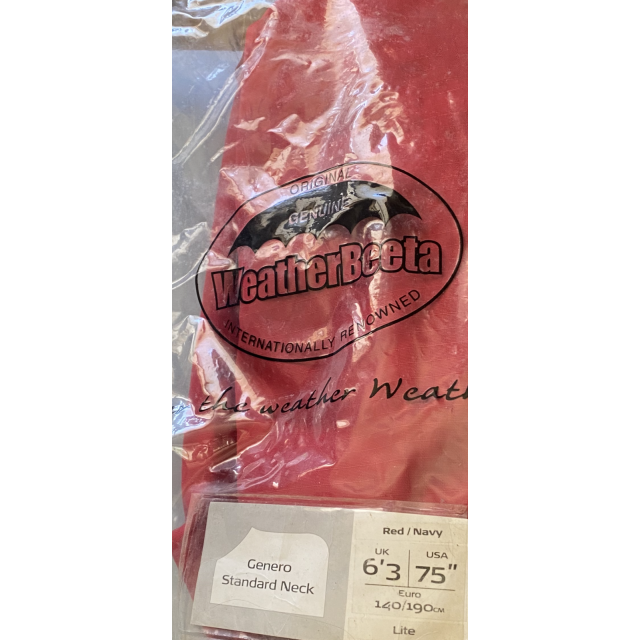 ORIGINAL
GENUINE
WeatherBeeta
INTERNATIONALLY RENOWNED
the weather Weath
Red / Navy
Genero
Standard Neck
UK
6'3
USA
75"
Euro
140/190CM
Lite